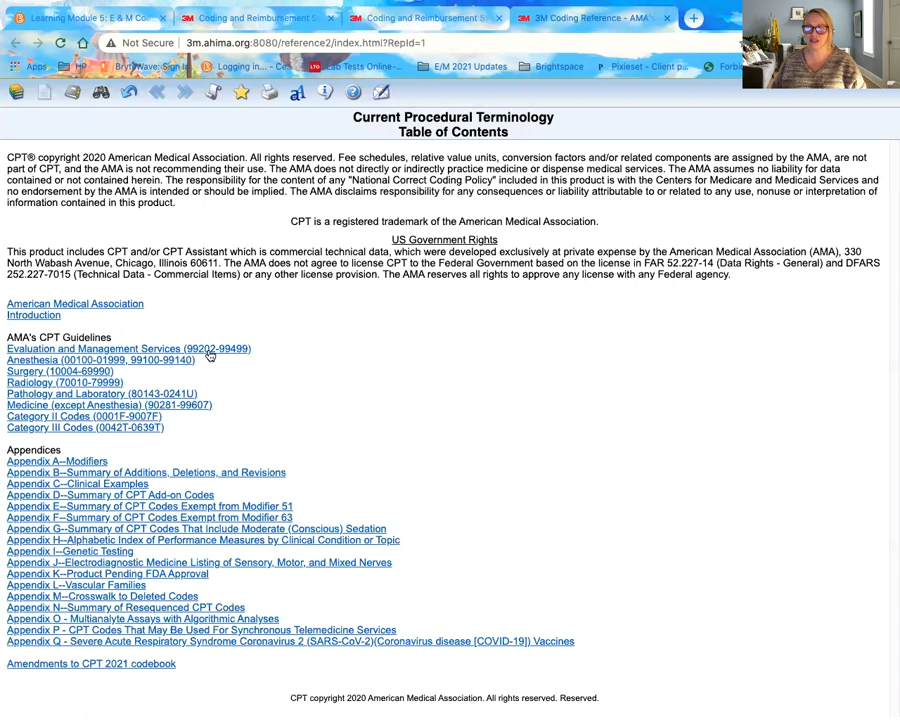 Learning Module 5: E & M Co...
3M Coding and Reimbursement S
3M Coding and Reimbursement S
3M 3M Coding Reference - AMA
Not Secure | 3m.ahima.org:8080/reference2/index.html?RepId=1
Apps HP BrytWave: Sign I Logging in... - Ce LTO Lab Tests Online-... E/M 2021 Updates Brightspace P Pixieset - Client p... Forbi
Current Procedural Terminology
Table of Contents
CPT® copyright 2020 American Medical Association. All rights reserved. Fee schedules, relative value units, conversion factors and/or related components are assigned by the AMA, are not
part of CPT, and the AMA is not recommending their use. The AMA does not directly or indirectly practice medicine or dispense medical services. The AMA assumes no liability for data
contained or not contained herein. The responsibility for the content of any "National Correct Coding Policy" included in this product is with the Centers for Medicare and Medicaid Services and
no endorsement by the AMA is intended or should be implied. The AMA disclaims responsibility for any consequences or liability attributable to or related to any use, nonuse or interpretation of
information contained in this product.
CPT is a registered trademark of the American Medical Association.
US Government Rights
This product includes CPT and/or CPT Assistant which is commercial technical data, which were developed exclusively at private expense by the American Medical Association (AMA), 330
North Wabash Avenue, Chicago, Illinois 60611. The AMA does not agree to license CPT to the Federal Government based on the license in FAR 52.227-14 (Data Rights - General) and DFARS
252.227-7015 (Technical Data - Commercial Items) or any other license provision. The AMA reserves all rights to approve any license with any Federal agency.
American Medical Association
Introduction
AMA's CPT Guidelines
Evaluation and Management Services (99202-99499)
Anesthesia (00100-01999, 99100-99140)
Surgery (10004-69990)
Radiology (70010-79999)
Pathology and Laboratory (80143-0241U)
Medicine (except Anesthesia) (90281-99607)
Category II Codes (0001F-9007F)
Category III Codes (0042T-0639T)
Appendices
Appendix A--Modifiers
Appendix B--Summary of Additions, Deletions, and Revisions
Appendix C--Clinical Examples
Appendix D--Summary of CPT Add-on Codes
Appendix E--Summary of CPT Codes Exempt from Modifier 51
Appendix F--Summary of CPT Codes Exempt from Modifier 63
Appendix G--Summary of CPT Codes That Include Moderate (Conscious) Sedation
Appendix H--Alphabetic Index of Performance Measures by Clinical Condition or Topic
Appendix I--Genetic Testing
Appendix J--Electrodiagnostic Medicine Listing of Sensory, Motor, and Mixed Nerves
Appendix K--Product Pending FDA Approval
Appendix L--Vascular Families
Appendix M--Crosswalk to Deleted Codes
Appendix N--Summary of Resequenced CPT Codes
Appendix O - Multianalyte Assays with Algorithmic Analyses
Appendix P - CPT Codes That May Be Used For Synchronous Telemedicine Services
Appendix Q - Severe Acute Respiratory Syndrome Coronavirus 2 (SARS-CoV-2)(Coronavirus disease [COVID-19]) Vaccines
Amendments to CPT 2021 codebook
CPT copyright 2020 American Medical Association. All rights reserved. Reserved.